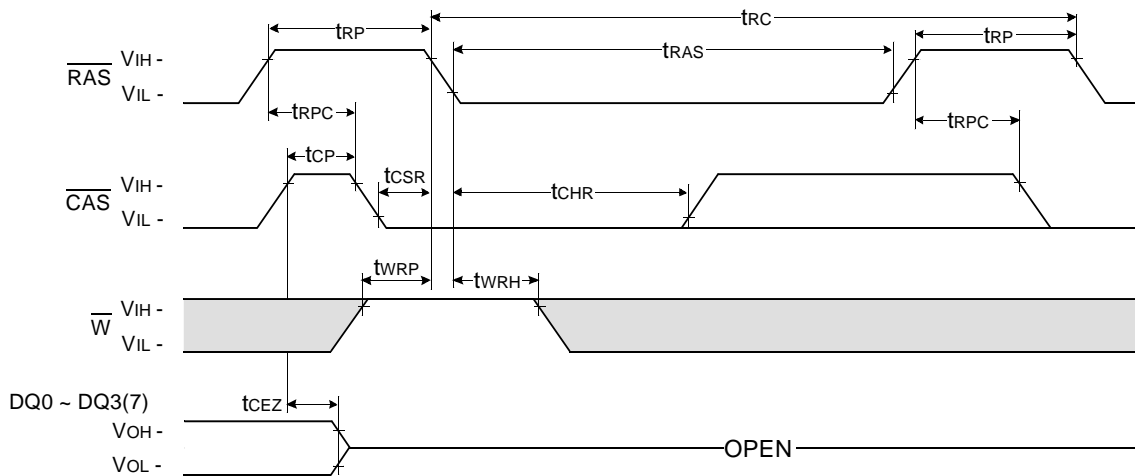 tRP
tRC
tRAS
tRP
RAS
VIH -
VIL -
tRPC
tRPC
tCP
tCSR
tCHR
CAS
VIH -
VIL -
tWRP
tWRH
W
VIH -
VIL -
DQ0 ~ DQ3(7)
tCEZ
VOH -
VOL -
OPEN